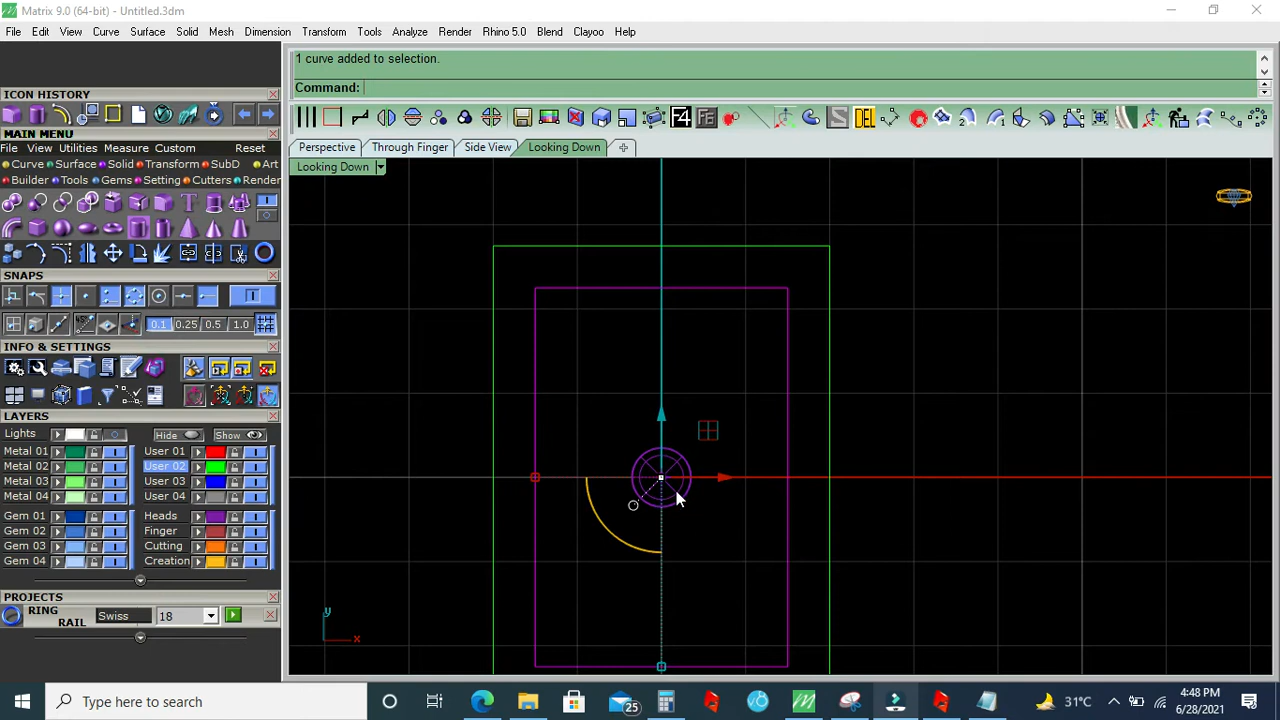 Matrix 9.0 (64-bit) - Untitled.3dm
File Edit View Curve Surface Solid Mesh Dimension Transform Tools Analyze Render Rhino 5.0 Blend Clayoo Help
1 curve added to selection.
Command:
ICON HISTORY
MAIN MENU
File View Utilities Measure Custom Reset
Curve Surface Solid Transform SubD Art
Builder Tools Gems Setting Cutters Render
F4 F6 DEL
Perspective Through Finger Side View Looking Down
Looking Down
SNAPS
0.1 0.25 0.5 1.0
INFO & SETTINGS
LAYERS
Lights Hide Show
Metal 01 User 01
Metal 02 User 02
Metal 03 User 03
Metal 04 User 04
Gem 01 Heads
Gem 02 Finger
Gem 03 Cutting
Gem 04 Creation
PROJECTS
RING RAIL Swiss 18
y
x
Type here to search
25
31°C
4:48 PM
6/28/2021